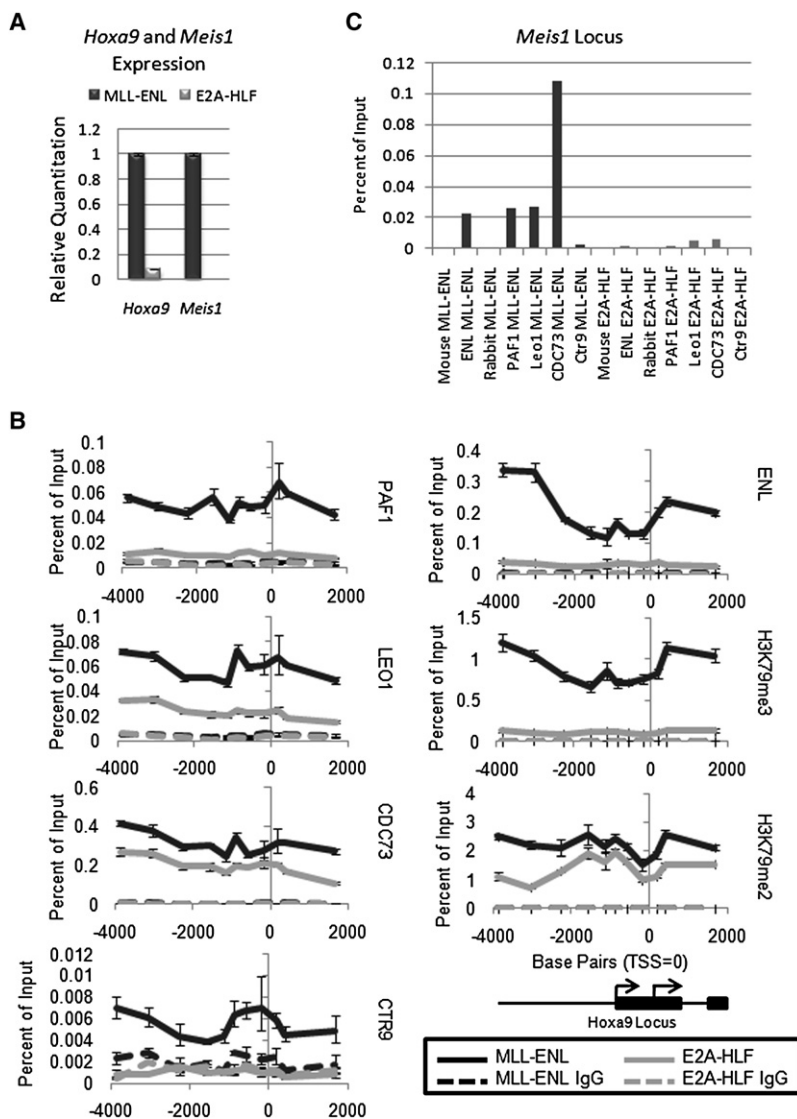 A
Hoxa9 and Meis1
Expression
MLL-ENL E2A-HLF
Relative Quantitation
1.2
1
0.8
0.6
0.4
0.2
0
Hoxa9 Meis1
C
Meis1 Locus
Percent of Input
0.12
0.1
0.08
0.06
0.04
0.02
0
Mouse MLL-ENL
ENL MLL-ENL
Rabbit MLL-ENL
PAF1 MLL-ENL
Leo1 MLL-ENL
CDC73 MLL-ENL
Ctr9 MLL-ENL
Mouse E2A-HLF
ENL E2A-HLF
Rabbit E2A-HLF
PAF1 E2A-HLF
Leo1 E2A-HLF
CDC73 E2A-HLF
Ctr9 E2A-HLF
B
Percent of Input
0.1
0.08
0.06
0.04
0.02
0
-4000 -2000 0 2000
PAF1
Percent of Input
0.1
0.08
0.06
0.04
0.02
0
-4000 -2000 0 2000
LEO1
Percent of Input
0.6
0.4
0.2
0
-4000 -2000 0 2000
CDC73
Percent of Input
0.012
0.01
0.008
0.006
0.004
0.002
0
-4000 -2000 0 2000
CTR9
Percent of Input
0.4
0.3
0.2
0.1
0
-4000 -2000 0 2000
ENL
Percent of Input
1.5
1
0.5
0
-4000 -2000 0 2000
H3K79me3
Percent of Input
4
3
2
1
0
-4000 -2000 0 2000
H3K79me2
Base Pairs (TSS=0)
Hoxa9 Locus
MLL-ENL E2A-HLF
MLL-ENL IgG E2A-HLF IgG